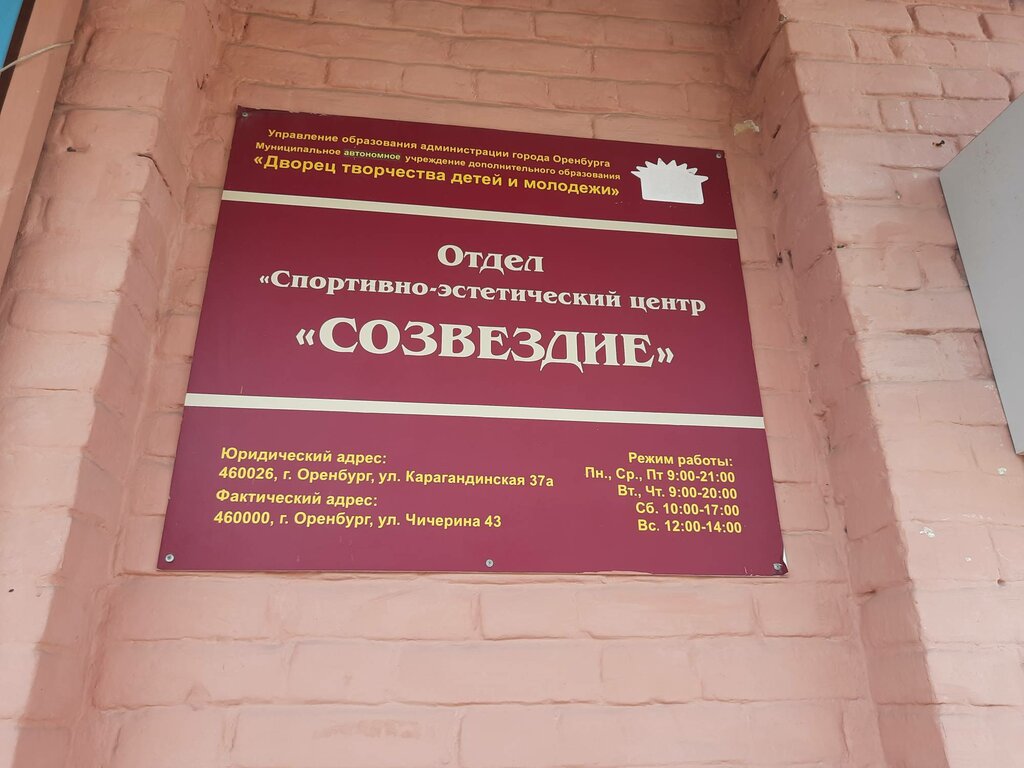 Управление образования администрации города Оренбурга
Муниципальное автономное учреждение дополнительного образования
«Дворец творчества детей и молодежи»
Отдел
«Спортивно-эстетический центр
«СОЗВЕЗДИЕ»
Юридический адрес:
460026, г. Оренбург, ул. Карагандинская 37а
Фактический адрес:
460000, г. Оренбург, ул. Чичерина 43
Режим работы:
Пн., Ср., Пт 9:00-21:00
Вт., Чт. 9:00-20:00
Сб. 10:00-17:00
Вс. 12:00-14:00